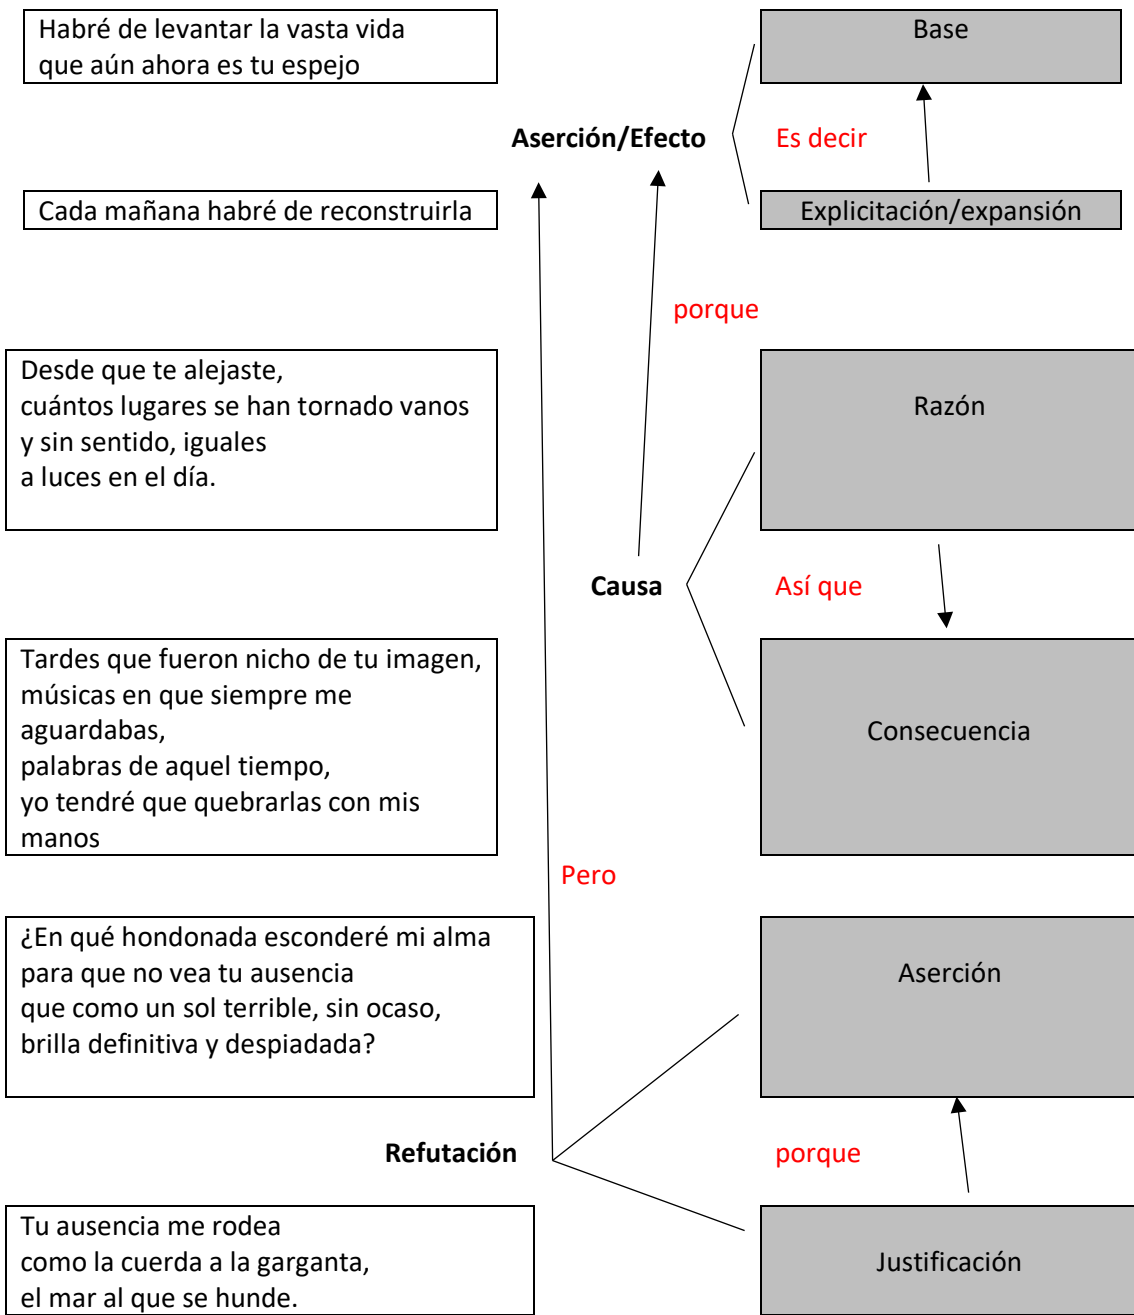 Habré de levantar la vasta vida
que aún ahora es tu espejo
Base
Aserción/Efecto
Es decir
Cada mañana habré de reconstruirla
Explicitación/expansión
porque
Desde que te alejaste,
cuántos lugares se han tornado vanos
y sin sentido, iguales
a luces en el día.
Razón
Causa
Así que
Tardes que fueron nicho de tu imagen,
músicas en que siempre me
aguardabas,
palabras de aquel tiempo,
yo tendré que quebrarlas con mis
manos
Consecuencia
Pero
¿En qué hondonada esconderé mi alma
para que no vea tu ausencia
que como un sol terrible, sin ocaso,
brilla definitiva y despiadada?
Aserción
Refutación
porque
Tu ausencia me rodea
como la cuerda a la garganta,
el mar al que se hunde.
Justificación